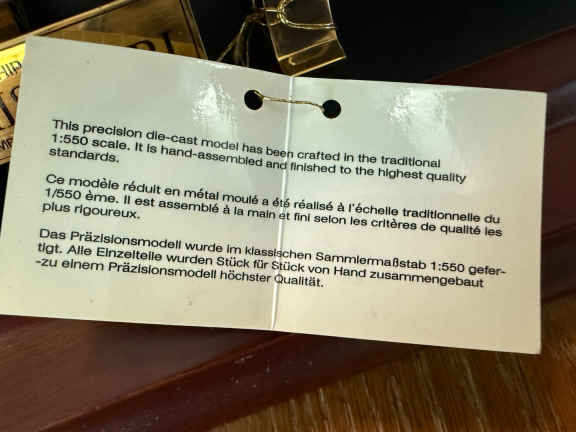 This precision die-cast model has been crafted in the traditional
1:550 scale. It is hand-assembled and finished to the highest quality
standards.
Ce modèle réduit en métal moulé a été réalisé à l'échelle traditionnelle du
1/550 ème. Il est assemblé à la main et fini selon les critères de qualité les
plus rigoureux.
Das Präzisionsmodell wurde im klassischen Sammlermaßstab 1:550 gefer-
tigt. Alle Einzelteile wurden Stück für Stück von Hand zusammengebaut
-zu einem Präzisionsmodell höchster Qualität.